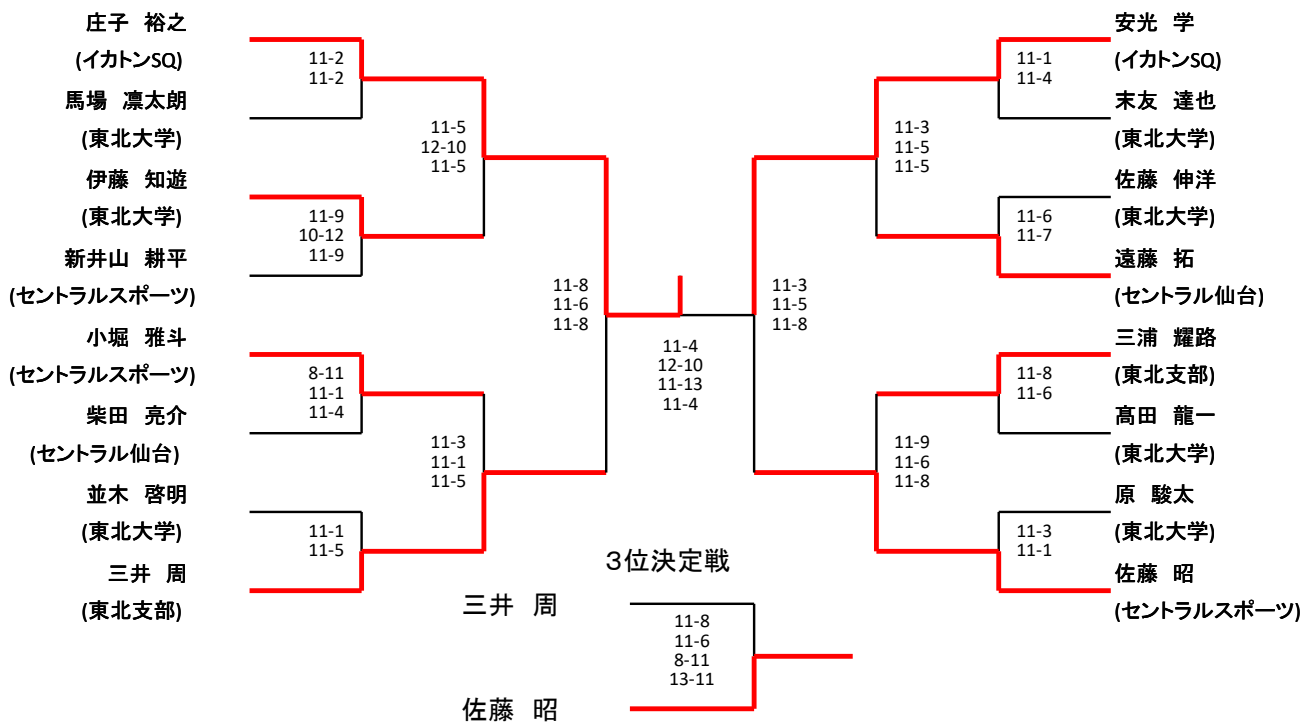 庄子　裕之
(イカトンSQ)
馬場　凛太朗
(東北大学)
伊藤　知遊
(東北大学)
新井山　耕平
(セントラルスポーツ)
小堀　雅斗
(セントラルスポーツ)
柴田　亮介
(セントラル仙台)
並木　啓明
(東北大学)
三井　周
(東北支部)
11-2
11-2
11-9
10-12
11-9
8-11
11-1
11-4
11-1
11-5
11-5
12-10
11-5
11-3
11-1
11-5
11-8
11-6
11-8
11-4
12-10
11-13
11-4
11-3
11-5
11-8
11-3
11-5
11-5
11-9
11-6
11-8
11-1
11-4
11-6
11-7
11-8
11-6
11-3
11-1
安光　学
(イカトンSQ)
末友　達也
(東北大学)
佐藤　伸洋
(東北大学)
遠藤　拓
(セントラル仙台)
三浦　耀路
(東北支部)
髙田　龍一
(東北大学)
原　駿太
(東北大学)
佐藤　昭
(セントラルスポーツ)
３位決定戦
三井　周
11-8
11-6
8-11
13-11
佐藤　昭